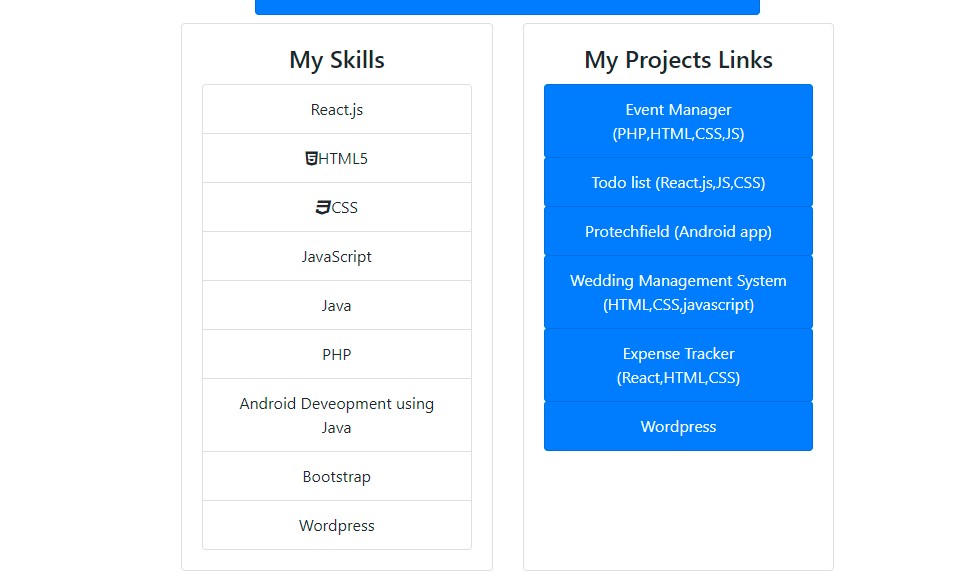 My Skills
React.js
HTML5
CSS
JavaScript
Java
PHP
Android Deveopment using
Java
Bootstrap
Wordpress
My Projects Links
Event Manager
(PHP,HTML,CSS,JS)
Todo list (React.js,JS,CSS)
Protechfield (Android app)
Wedding Management System
(HTML,CSS,javascript)
Expense Tracker
(React,HTML,CSS)
Wordpress